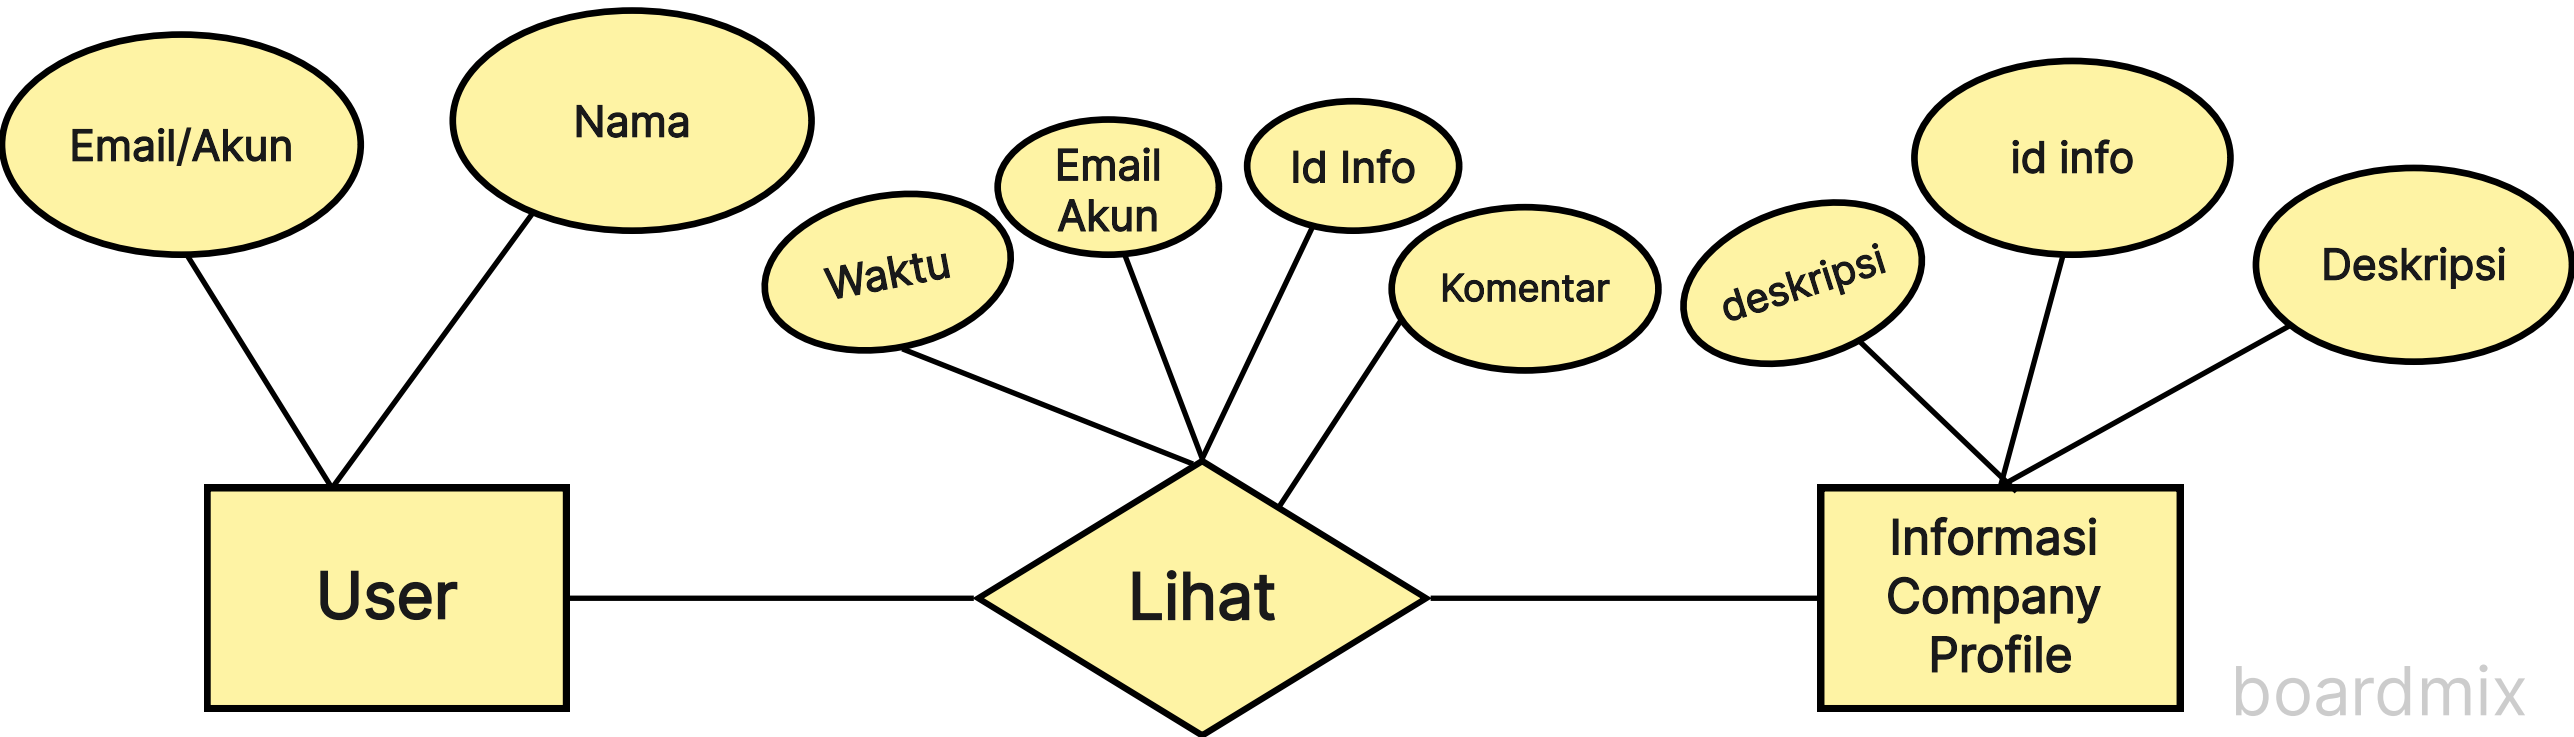 Email/Akun
Nama
Waktu
Email
Akun
Id Info
Komentar
deskripsi
id info
Deskripsi
User
Lihat
Informasi
Company
Profile
boardmix